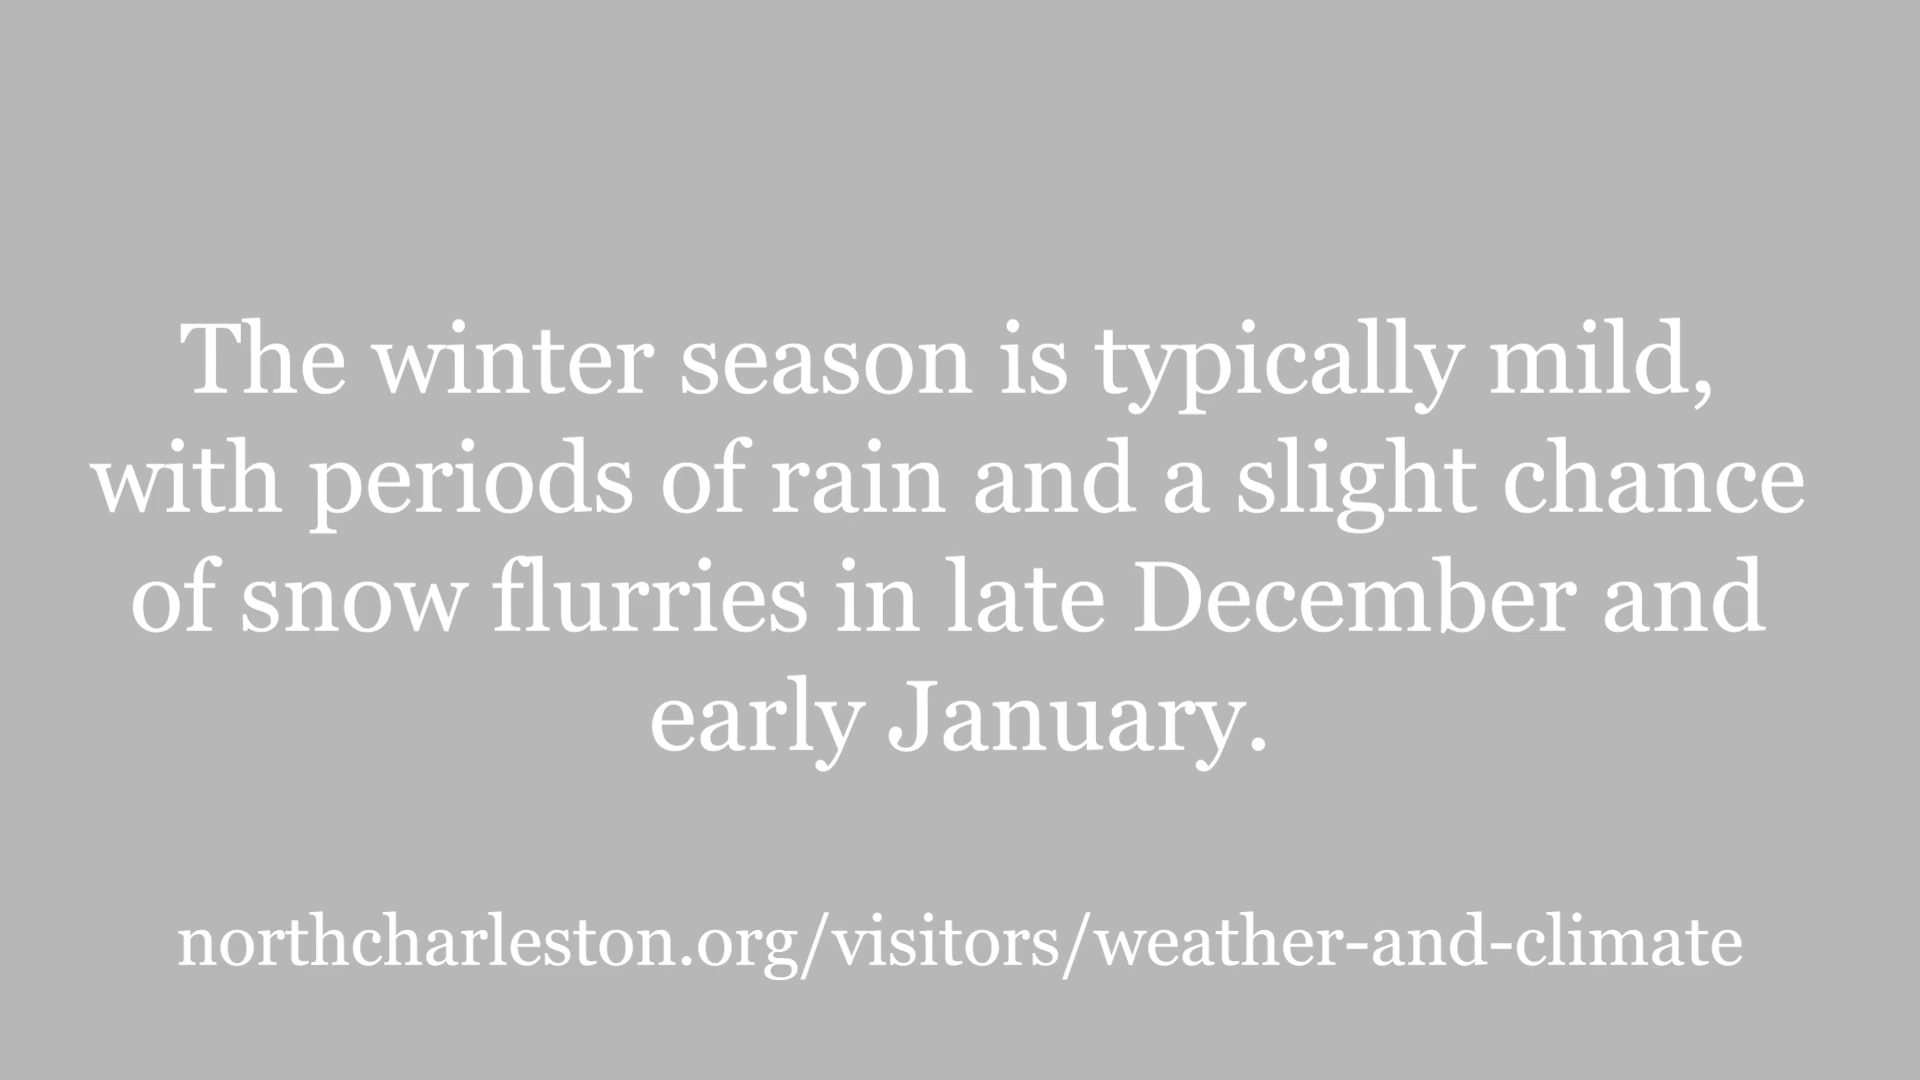 The winter season is typically mild,
with periods of rain and a slight chance
of snow flurries in late December and
early January.
northcharleston.org/visitors/weather-and-climate